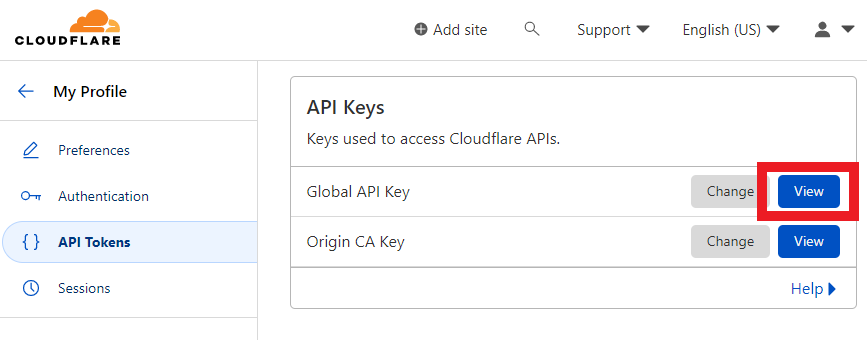 CLOUDFLARE
Add site
Support
English (US)
My Profile
Preferences
Authentication
{ } API Tokens
Sessions
API Keys
Keys used to access Cloudflare APIs.
Global API Key Change View
Origin CA Key Change View
Help